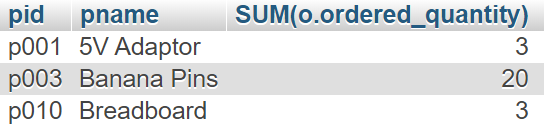 pid pname SUM(o.ordered_quantity)
p001 5V Adaptor 3
p003 Banana Pins 20
p010 Breadboard 3